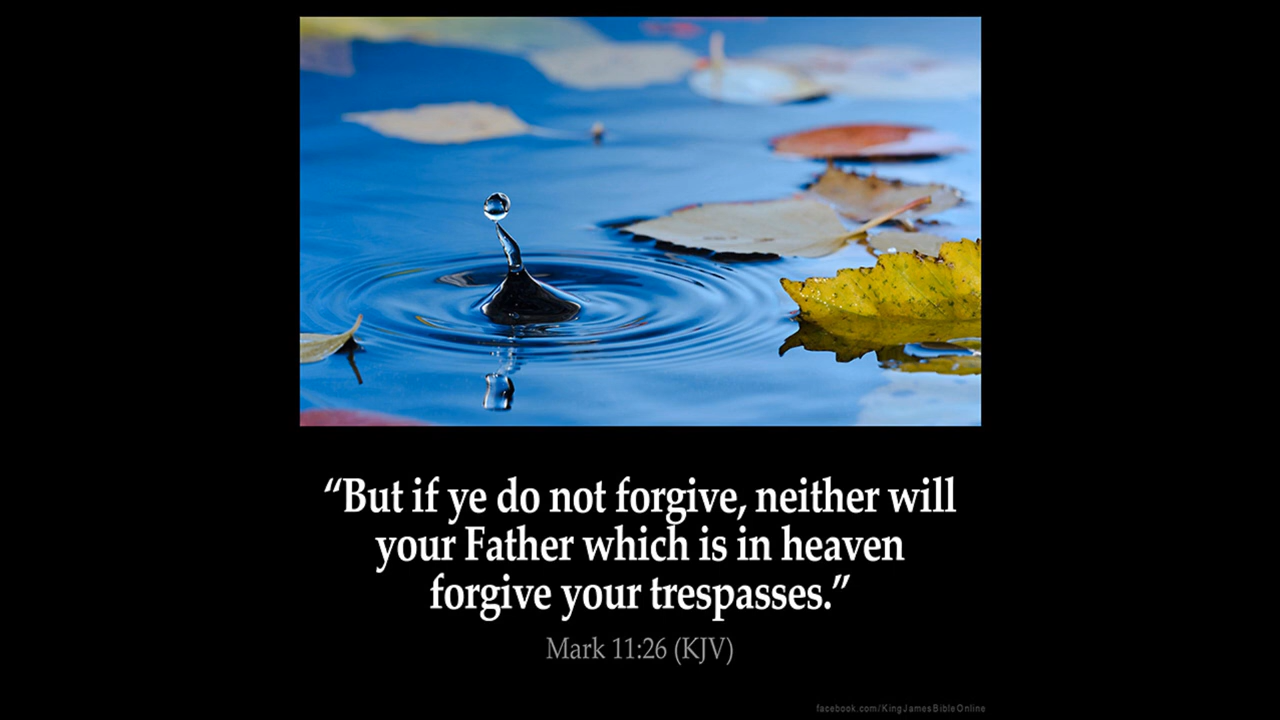 “But if ye do not forgive, neither will
your Father which is in heaven
forgive your trespasses.”
Mark 11:26 (KJV)
facebook.com/KingJamesBibleOnline